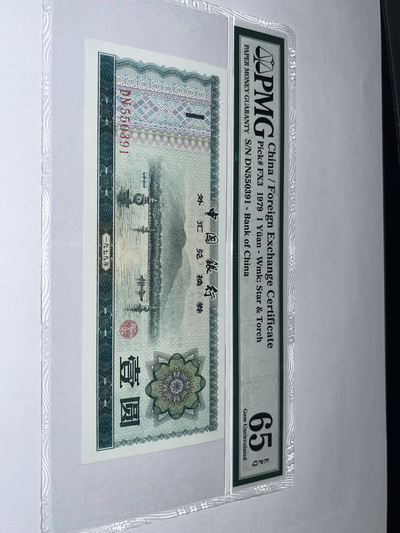 PMG
PAPER MONEY GUARANTY
China / Foreign Exchange Certificate
Pick# FX3 1979 1 Yüan - Wmk: Star & Torch
S/N DN550391 - Bank of China
65 EPQ
Gem Uncirculated
中国银行
外汇兑换券
DN550391
1
一九七九年
壹圆